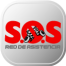 SOS
RED DE ASISTENCIA